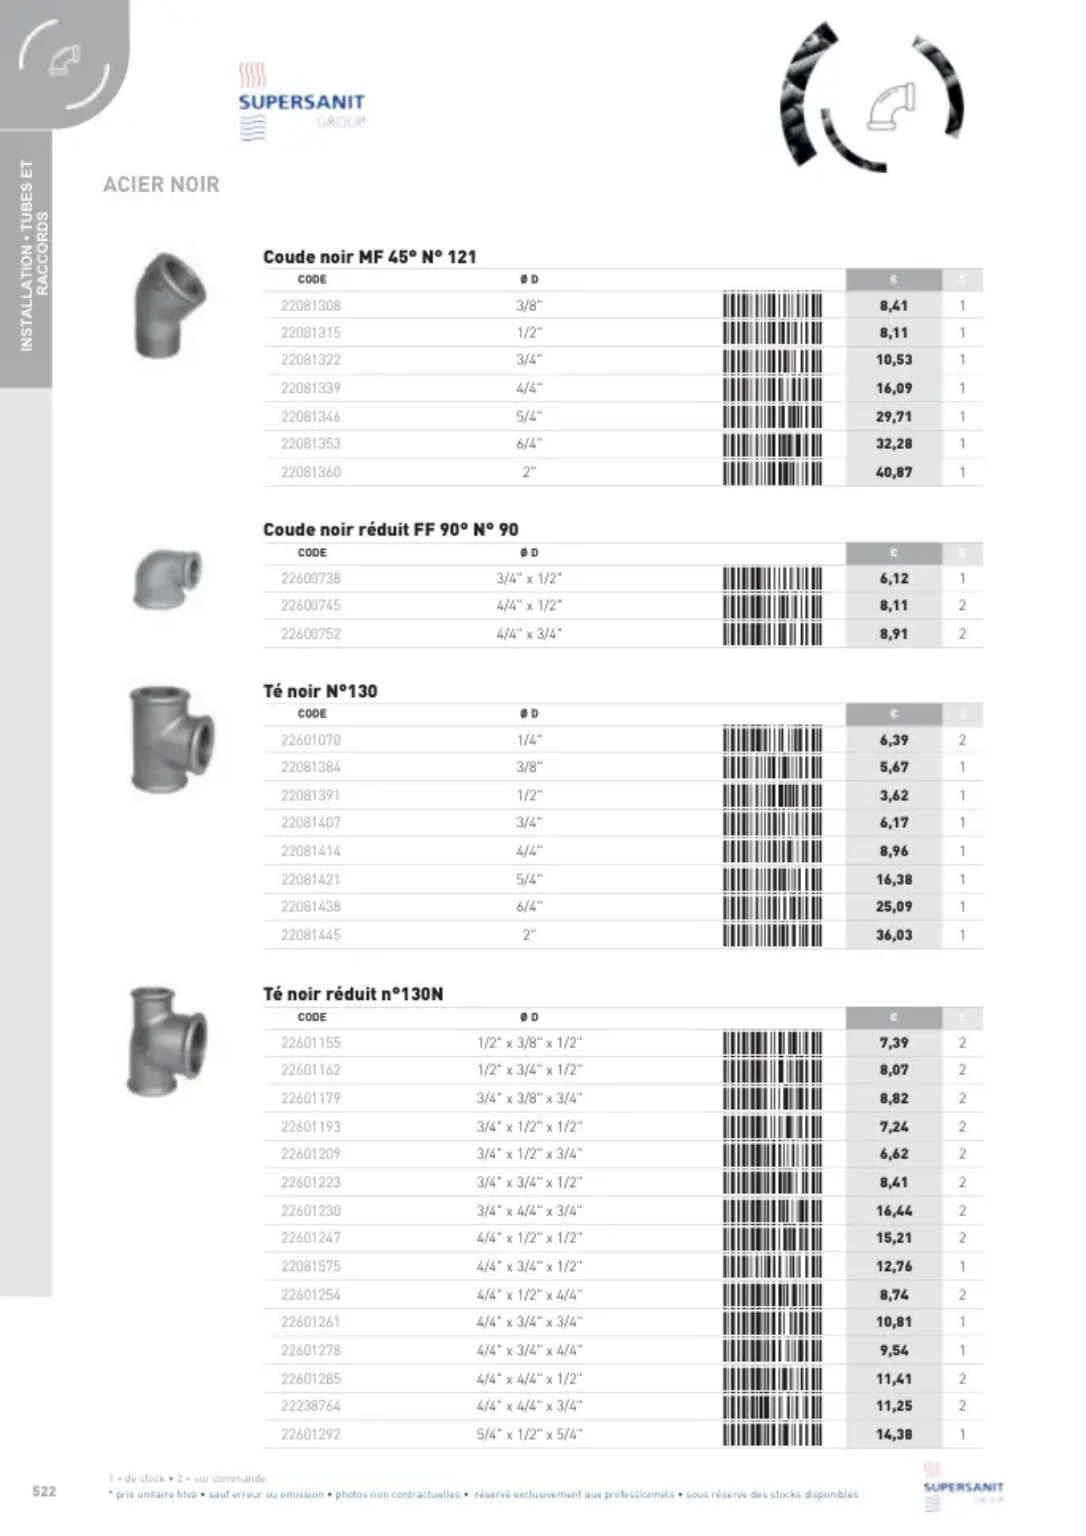 SUPERSANIT
GROUP
INSTALLATION • TUBES ET
RACCORDS
ACIER NOIR
Coude noir MF 45° N° 121
CODE Ø D €
22081308 3/8" 8,41 1
22081315 1/2" 8,11 1
22081322 3/4" 10,53 1
22081339 4/4" 16,09 1
22081346 5/4" 29,71 1
22081353 6/4" 32,28 1
22081360 2" 40,87 1
Coude noir réduit FF 90° N° 90
CODE Ø D €
22600738 3/4" x 1/2" 6,12 1
22600745 4/4" x 1/2" 8,11 2
22600752 4/4" x 3/4" 8,91 2
Té noir N°130
CODE Ø D €
22601070 1/4" 6,39 2
22081384 3/8" 5,67 1
22081391 1/2" 3,62 1
22081407 3/4" 6,17 1
22081414 4/4" 8,96 1
22081421 5/4" 16,38 1
22081438 6/4" 25,09 1
22081445 2" 36,03 1
Té noir réduit n°130N
CODE Ø D €
22601155 1/2" x 3/8" x 1/2" 7,39 2
22601162 1/2" x 3/4" x 1/2" 8,07 2
22601179 3/4" x 3/8" x 3/4" 8,82 2
22601193 3/4" x 1/2" x 1/2" 7,24 2
22601209 3/4" x 1/2" x 3/4" 6,62 2
22601223 3/4" x 3/4" x 1/2" 8,41 2
22601230 3/4" x 4/4" x 3/4" 16,44 2
22601247 4/4" x 1/2" x 1/2" 15,21 2
22081575 4/4" x 3/4" x 1/2" 12,76 1
22601254 4/4" x 1/2" x 4/4" 8,74 2
22601261 4/4" x 3/4" x 3/4" 10,81 1
22601278 4/4" x 3/4" x 4/4" 9,54 1
22601285 4/4" x 4/4" x 1/2" 11,41 2
22238764 4/4" x 4/4" x 3/4" 11,25 2
22601292 5/4" x 1/2" x 5/4" 14,38 1
1 = de stock • 2 = sur commande
522
* prix unitaire htva • sauf erreur ou omission • photos non contractuelles • réservé exclusivement aux professionnels • sous réserve des stocks disponibles
SUPERSANIT
GROUP